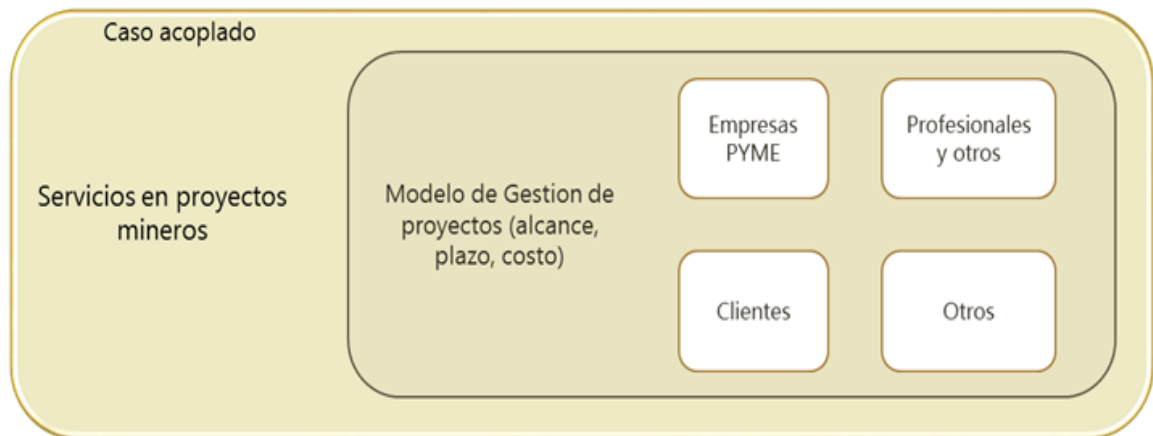 Caso acoplado
Servicios en proyectos
mineros
Modelo de Gestion de
proyectos (alcance,
plazo, costo)
Empresas
PYME
Profesionales
y otros
Clientes
Otros